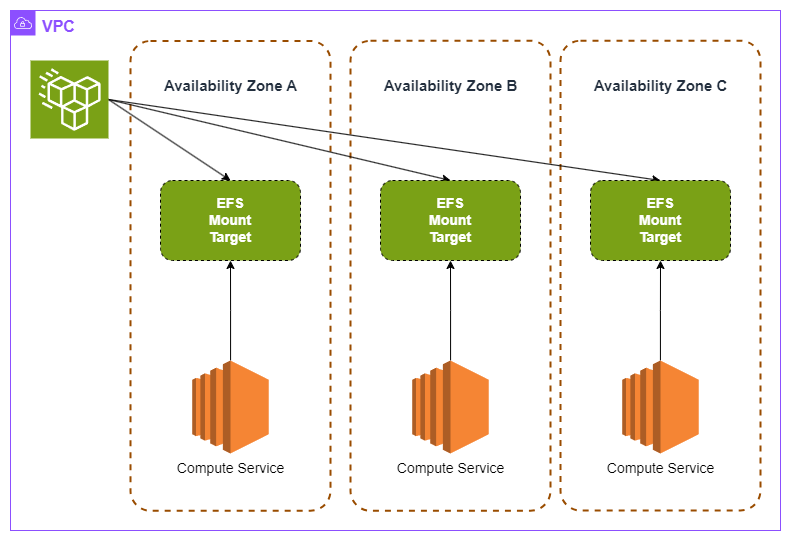 VPC
Availability Zone A
Availability Zone B
Availability Zone C
EFS
Mount
Target
EFS
Mount
Target
EFS
Mount
Target
Compute Service
Compute Service
Compute Service